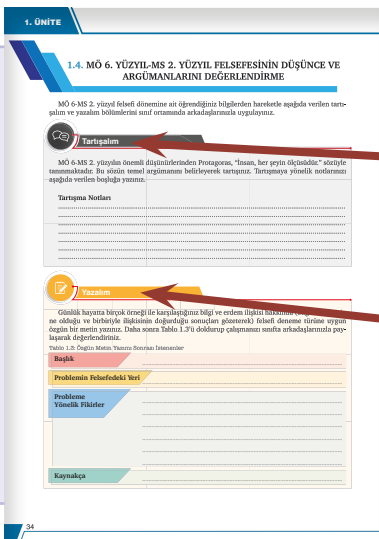 1. ÜNİTE
1.4. MÖ 6. YÜZYIL-MS 2. YÜZYIL FELSEFESİNİN DÜŞÜNCE VE
ARGÜMANLARINI DEĞERLENDİRME
MÖ 6-MS 2. yüzyıl felsefi dönemine ait öğrendiğiniz bilgilerden hareketle aşağıda verilen tartı-
şalım ve yazalım bölümlerini sınıf ortamında arkadaşlarınızla uygulayınız.
Tartışalım
MÖ 6-MS 2. yüzyılın önemli düşünürlerinden Protagoras, "İnsan, her şeyin ölçüsüdür." sözüyle
tanınmaktadır. Bu sözün temel argümanını belirleyerek tartışınız. Tartışmaya yönelik notlarınızı
aşağıda verilen boşluğa yazınız.
Tartışma Notları
Yazalım
Günlük hayatta birçok örneği ile karşılaştığınız bilgi ve erdem ilişkisi hakkında
ne olduğu ve birbiriyle ilişkisinin doğurduğu sonuçları gözeterek) felsefi deneme türüne uygun
özgün bir metin yazınız. Daha sonra Tablo 1.3'ü doldurup çalışmanızı sınıfta arkadaşlarınızla pay-
laşarak değerlendiriniz.
Tablo 1.3: Özgün Metin Yazımı Sonrası İstenenler
Başlık
Problemin Felsefedeki Yeri
Probleme
Yönelik Fikirler
Kaynakça
34